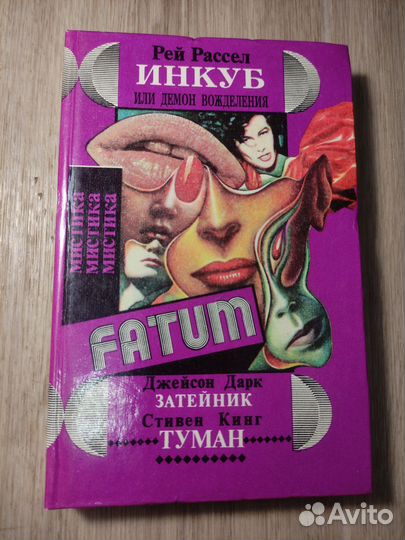 Рей Рассел
ИНКУБ
ИЛИ ДЕМОН ВОЖДЕЛЕНИЯ
МИСТИКА
МИСТИКА
МИСТИКА
FATUM
Джейсон Дарк
ЗАТЕЙНИК
Стивен Кинг
ТУМАН
Avito